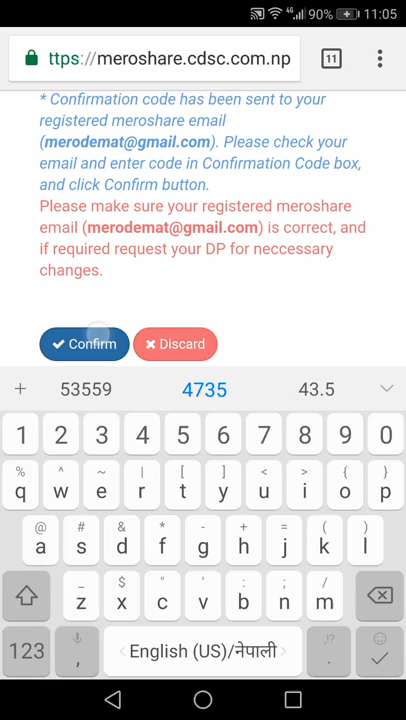 4G 90% 11:05
ttps://meroshare.cdsc.com.np 11
* Confirmation code has been sent to your
registered meroshare email
(merodemat@gmail.com). Please check your
email and enter code in Confirmation Code box,
and click Confirm button.
Please make sure your registered meroshare
email (merodemat@gmail.com) is correct, and
if required request your DP for neccessary
changes.
Confirm Discard
+ 53559 4735 43.5
1 2 3 4 5 6 7 8 9 0
% ^ ~ | [ ] < > { }
q w e r t y u i o p
@ # & * - + = ( )
a s d f g h j k l
_ $ " ' : ; /
z x c v b n m
123 , English (US)/नेपाली .